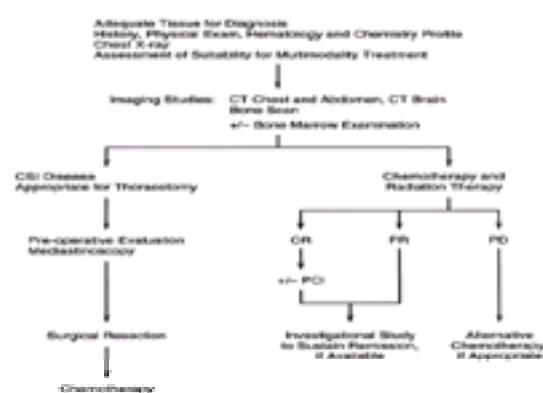 Adequate Tissue for Diagnosis
History, Physical Exam, Hematology and Chemistry Profile
Chest X-ray
Assessment of Suitability for Multimodality Treatment
Imaging Studies: CT Chest and Abdomen, CT Brain
Bone Scan
+/– Bone Marrow Examination
Disease
Appropriate for Thoracotomy
Chemotherapy and
Radiation Therapy
Pre-operative Evaluation
Mediastinoscopy
CR
PR
PD
+/– PCI
Surgical Resection
Investigational Study
to Sustain Remission,
if Available
Alternative
Chemotherapy
if Appropriate
Chemotherapy